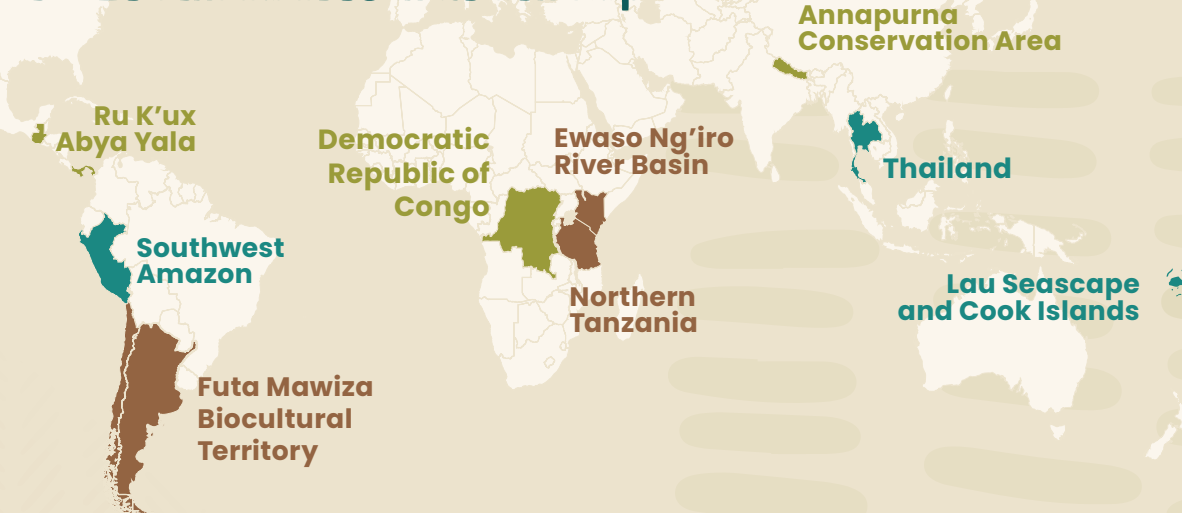 Annapurna
Conservation Area
Ru K’ux
Abya Yala
Democratic
Republic of
Congo
Ewaso Ng’iro
River Basin
Thailand
Southwest
Amazon
Northern
Tanzania
Lau Seascape
and Cook Islands
Futa Mawiza
Biocultural
Territory